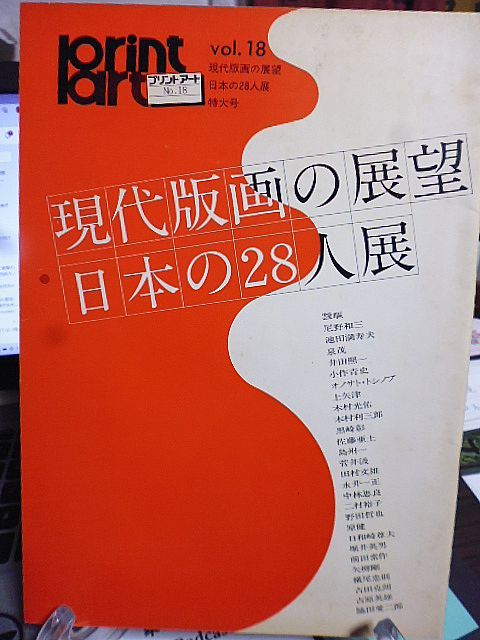 print
art
プリントアート
No.18
vol. 18
現代版画の展望
日本の28人展
特大号
現代版画の展望
日本の28人展
靉嘔
尼野和三
池田満寿夫
泉茂
井田照一
小作青史
オノサト・トシノブ
上矢津
木村光佑
木村利三郎
黒崎彰
佐藤亜土
島州一
菅井汲
田村文雄
永井一正
中林忠良
二村裕子
野田哲也
原健
日和崎尊夫
堀井英男
前田常作
矢柳剛
横尾忠則
吉田克朗
吉原英雄
脇田愛二郎